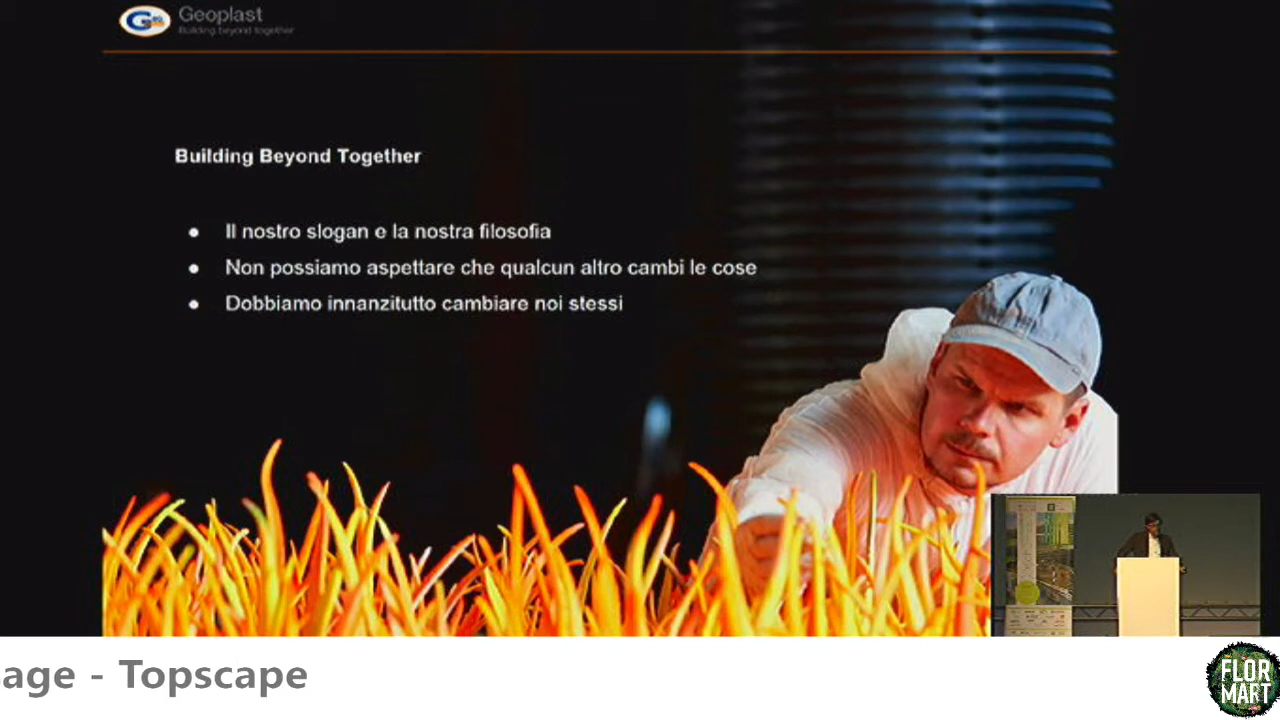 Geoplast
Building beyond together
Building Beyond Together
● Il nostro slogan e la nostra filosofia
● Non possiamo aspettare che qualcun altro cambi le cose
● Dobbiamo innanzitutto cambiare noi stessi
age - Topscape
FLOR
MART